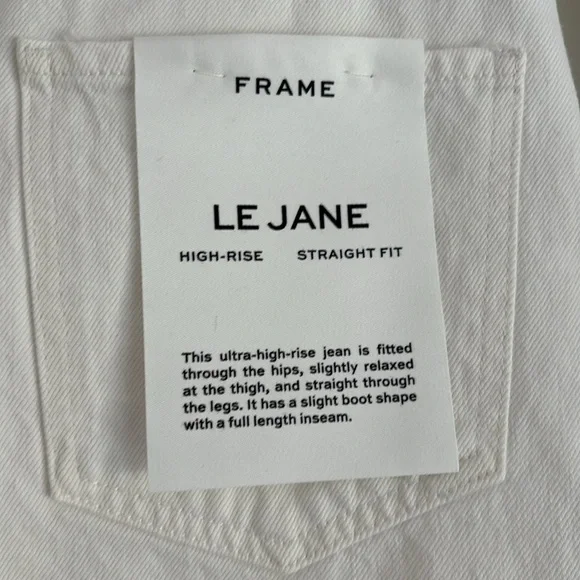 FRAME
LE JANE
HIGH-RISE STRAIGHT FIT
This ultra-high-rise jean is fitted
through the hips, slightly relaxed
at the thigh, and straight through
the legs. It has a slight boot shape
with a full length inseam.